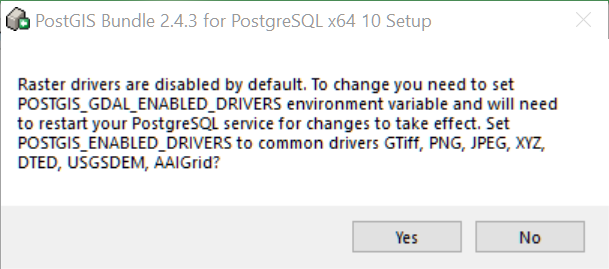 PostGIS Bundle 2.4.3 for PostgreSQL x64 10 Setup
Raster drivers are disabled by default. To change you need to set
POSTGIS_GDAL_ENABLED_DRIVERS environment variable and will need
to restart your PostgreSQL service for changes to take effect. Set
POSTGIS_ENABLED_DRIVERS to common drivers GTiff, PNG, JPEG, XYZ,
DTED, USGSDEM, AAIGrid?
Yes
No